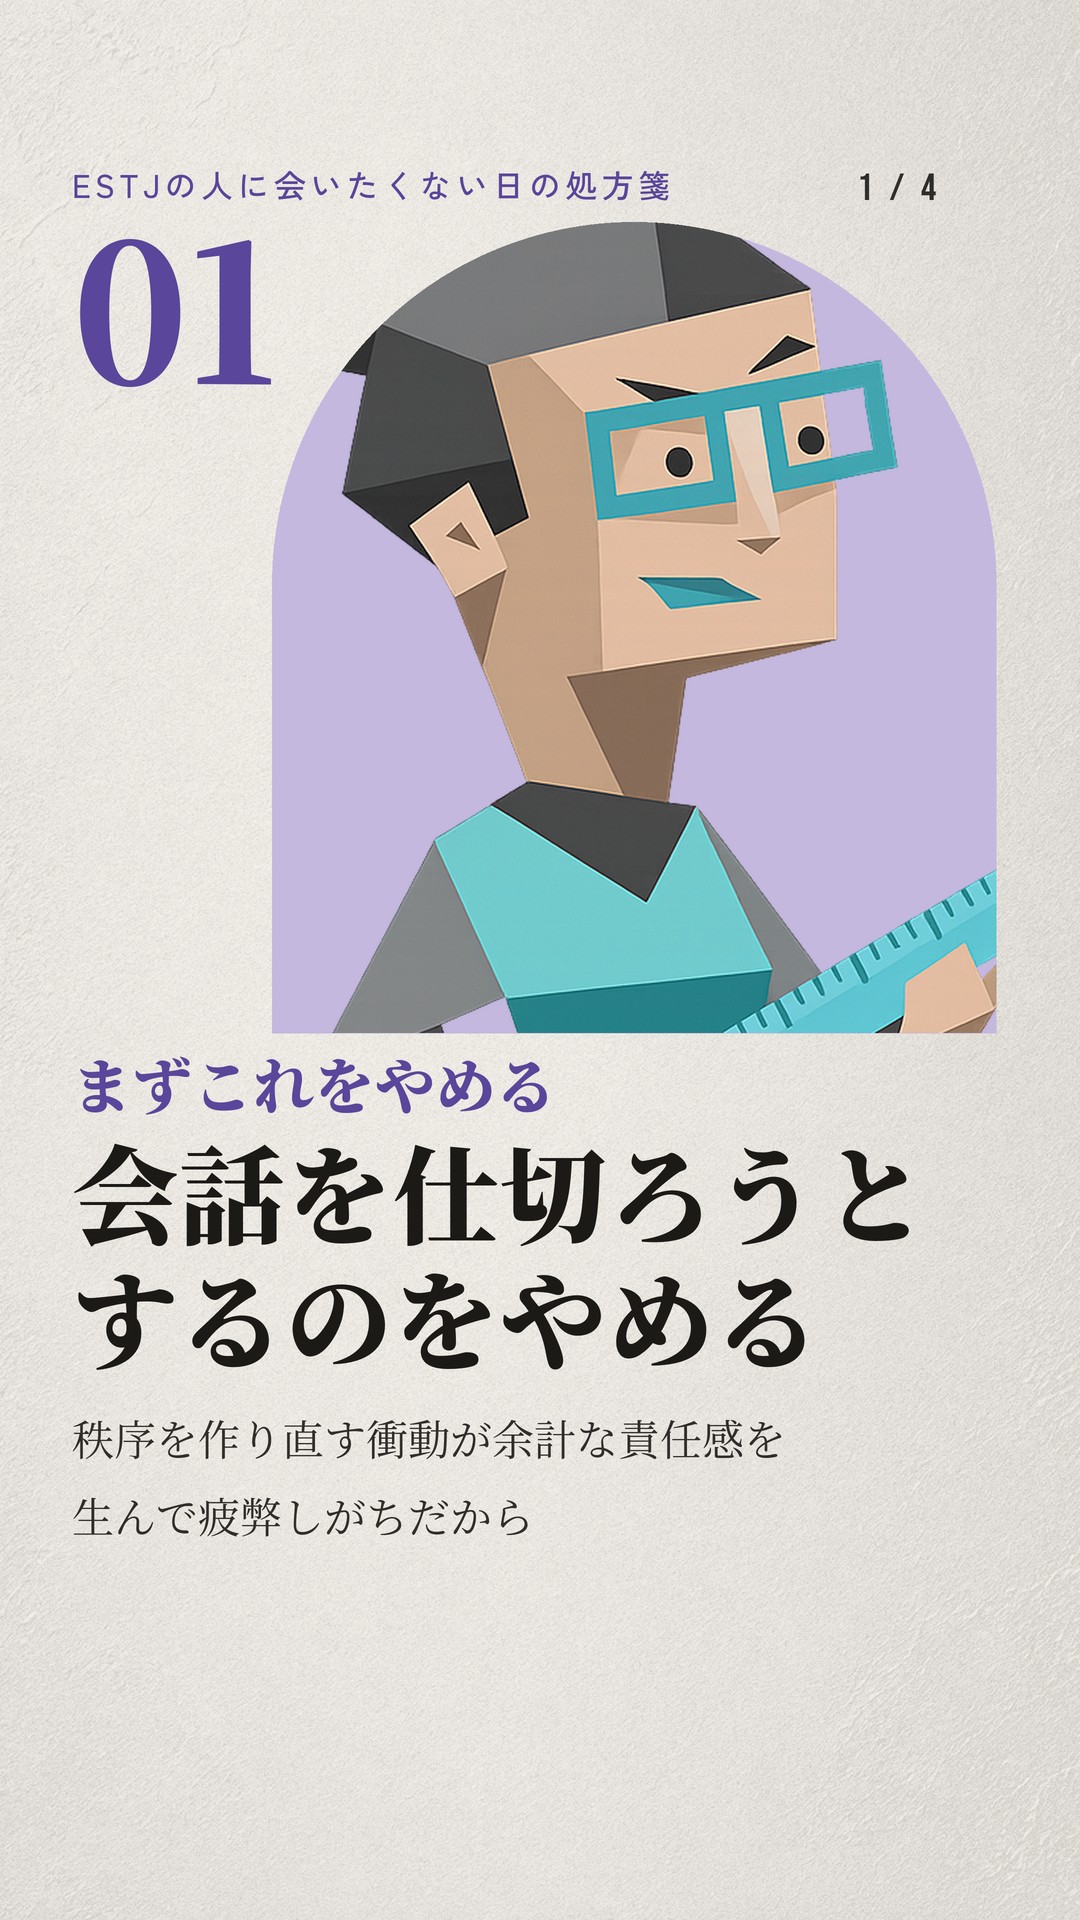 ESTJの人に会いたくない日の処方箋
1 / 4
01
まずこれをやめる
会話を仕切ろうと
するのをやめる
秩序を作り直す衝動が余計な責任感を
生んで疲弊しがちだから